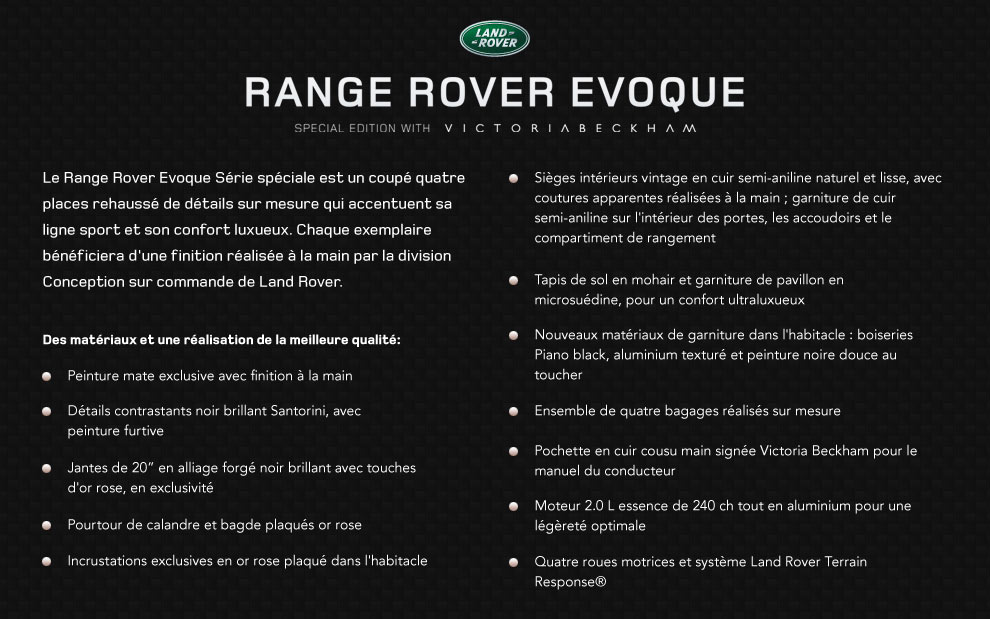 LAND ROVER
RANGE ROVER EVOQUE
SPECIAL EDITION WITH VICTORIABECKHAM
Le Range Rover Evoque Série spéciale est un coupé quatre
places rehaussé de détails sur mesure qui accentuent sa
ligne sport et son confort luxueux. Chaque exemplaire
bénéficiera d'une finition réalisée à la main par la division
Conception sur commande de Land Rover.
Des matériaux et une réalisation de la meilleure qualité:
Peinture mate exclusive avec finition à la main
Détails contrastants noir brillant Santorini, avec
peinture furtive
Jantes de 20” en alliage forgé noir brillant avec touches
d'or rose, en exclusivité
Pourtour de calandre et bagde plaqués or rose
Incrustations exclusives en or rose plaqué dans l'habitacle
Sièges intérieurs vintage en cuir semi-aniline naturel et lisse, avec
coutures apparentes réalisées à la main ; garniture de cuir
semi-aniline sur l'intérieur des portes, les accoudoirs et le
compartiment de rangement
Tapis de sol en mohair et garniture de pavillon en
microsuédine, pour un confort ultraluxueux
Nouveaux matériaux de garniture dans l'habitacle : boiseries
Piano black, aluminium texturé et peinture noire douce au
toucher
Ensemble de quatre bagages réalisés sur mesure
Pochette en cuir cousu main signée Victoria Beckham pour le
manuel du conducteur
Moteur 2.0 L essence de 240 ch tout en aluminium pour une
légèreté optimale
Quatre roues motrices et système Land Rover Terrain
Response®